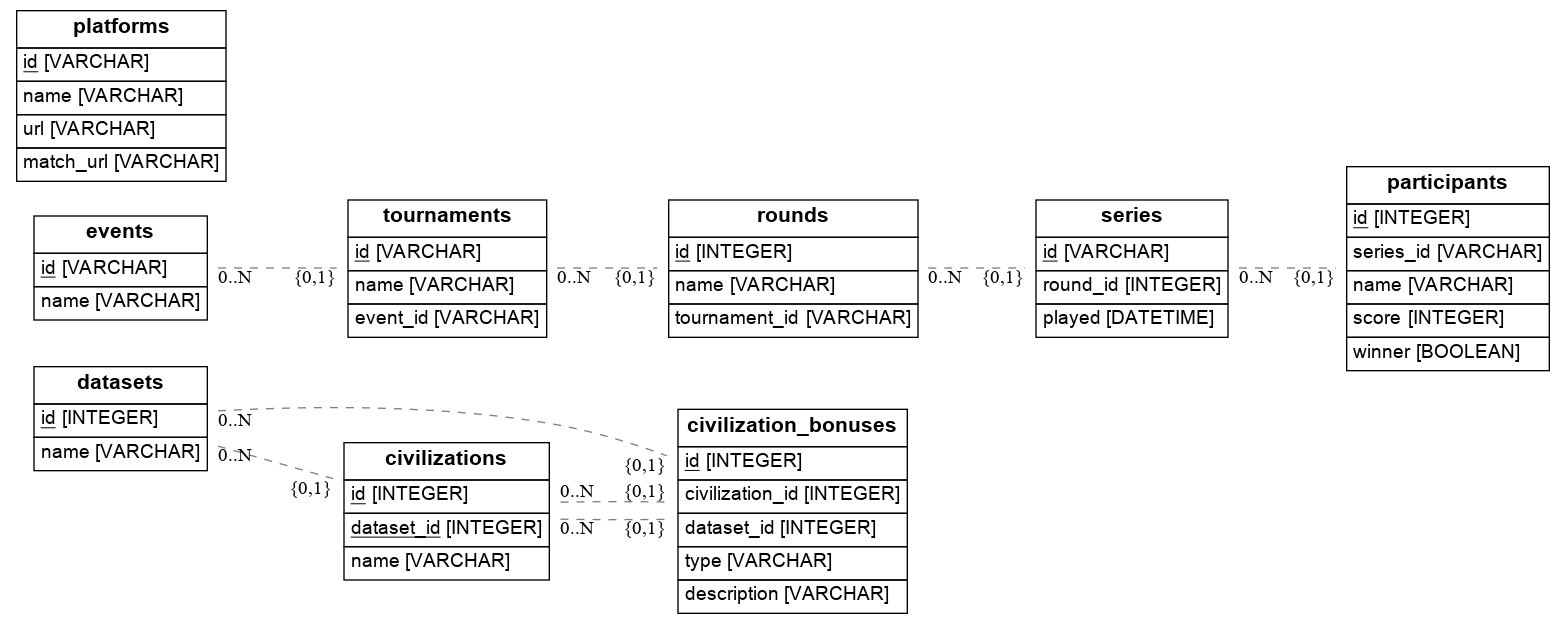 platforms
id [VARCHAR]
name [VARCHAR]
url [VARCHAR]
match_url [VARCHAR]
events
id [VARCHAR]
name [VARCHAR]
0..N
{0,1}
tournaments
id [VARCHAR]
name [VARCHAR]
event_id [VARCHAR]
0..N
{0,1}
rounds
id [INTEGER]
name [VARCHAR]
tournament_id [VARCHAR]
0..N
{0,1}
series
id [VARCHAR]
round_id [INTEGER]
played [DATETIME]
0..N
{0,1}
participants
id [INTEGER]
series_id [VARCHAR]
name [VARCHAR]
score [INTEGER]
winner [BOOLEAN]
datasets
id [INTEGER]
name [VARCHAR]
0..N
0..N
{0,1}
civilizations
id [INTEGER]
dataset_id [INTEGER]
name [VARCHAR]
{0,1}
0..N
{0,1}
0..N
{0,1}
civilization_bonuses
id [INTEGER]
civilization_id [INTEGER]
dataset_id [INTEGER]
type [VARCHAR]
description [VARCHAR]